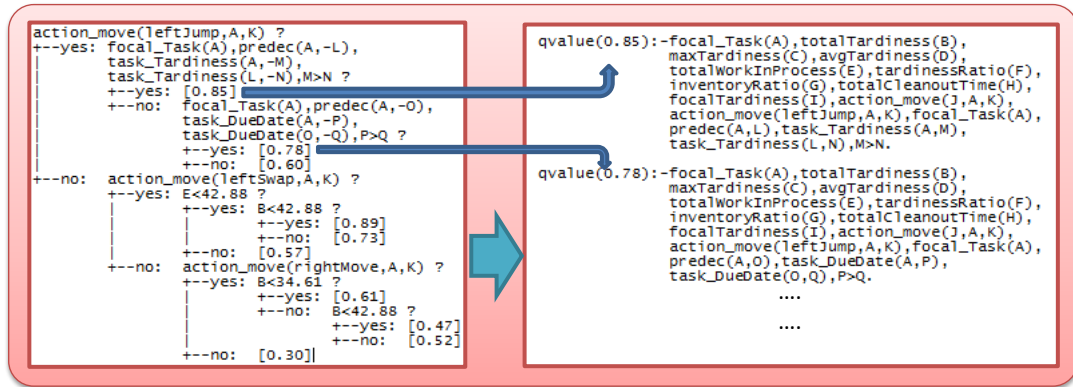 action_move(leftJump,A,K) ?
+--yes: focal_Task(A),predec(A,-L),
|       task_Tardiness(A,-M),
|       task_Tardiness(L,-N),M>N ?
|       +--yes: [0.85]
|       +--no:  focal_Task(A),predec(A,-O),
|               task_DueDate(A,-P),
|               task_DueDate(O,-Q),P>Q ?
|               +--yes: [0.78]
|               +--no:  [0.60]
+--no:  action_move(leftSwap,A,K) ?
        +--yes: E<42.88 ?
        |       +--yes: B<42.88 ?
        |       |       +--yes: [0.89]
        |       |       +--no:  [0.73]
        |       +--no:  [0.57]
        +--no:  action_move(rightMove,A,K) ?
                +--yes: B<34.61 ?
                |       +--yes: [0.61]
                |       +--no:  B<42.88 ?
                |               +--yes: [0.47]
                |               +--no:  [0.52]
                +--no:  [0.30]
qvalue(0.85):-focal_Task(A),totalTardiness(B),
maxTardiness(C),avgTardiness(D),
totalWorkInProcess(E),tardinessRatio(F),
inventoryRatio(G),totalCleanoutTime(H),
focalTardiness(I),action_move(J,A,K),
action_move(leftJump,A,K),focal_Task(A),
predec(A,L),task_Tardiness(A,M),
task_Tardiness(L,N),M>N.
qvalue(0.78):-focal_Task(A),totalTardiness(B),
maxTardiness(C),avgTardiness(D),
totalWorkInProcess(E),tardinessRatio(F),
inventoryRatio(G),totalCleanoutTime(H),
focalTardiness(I),action_move(J,A,K),
action_move(leftJump,A,K),focal_Task(A),
predec(A,O),task_DueDate(A,P),
task_DueDate(O,Q),P>Q.
....
....